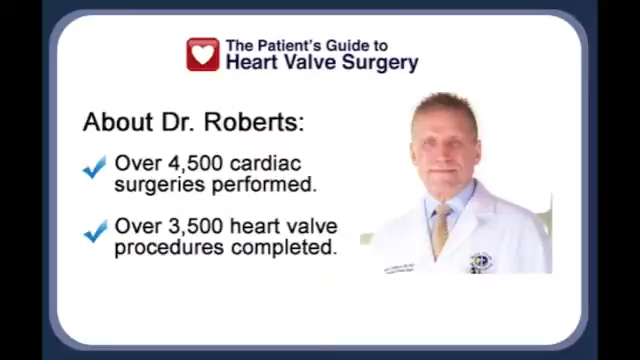 The Patient's Guide to
Heart Valve Surgery
About Dr. Roberts:
Over 4,500 cardiac
surgeries performed.
Over 3,500 heart valve
procedures completed.